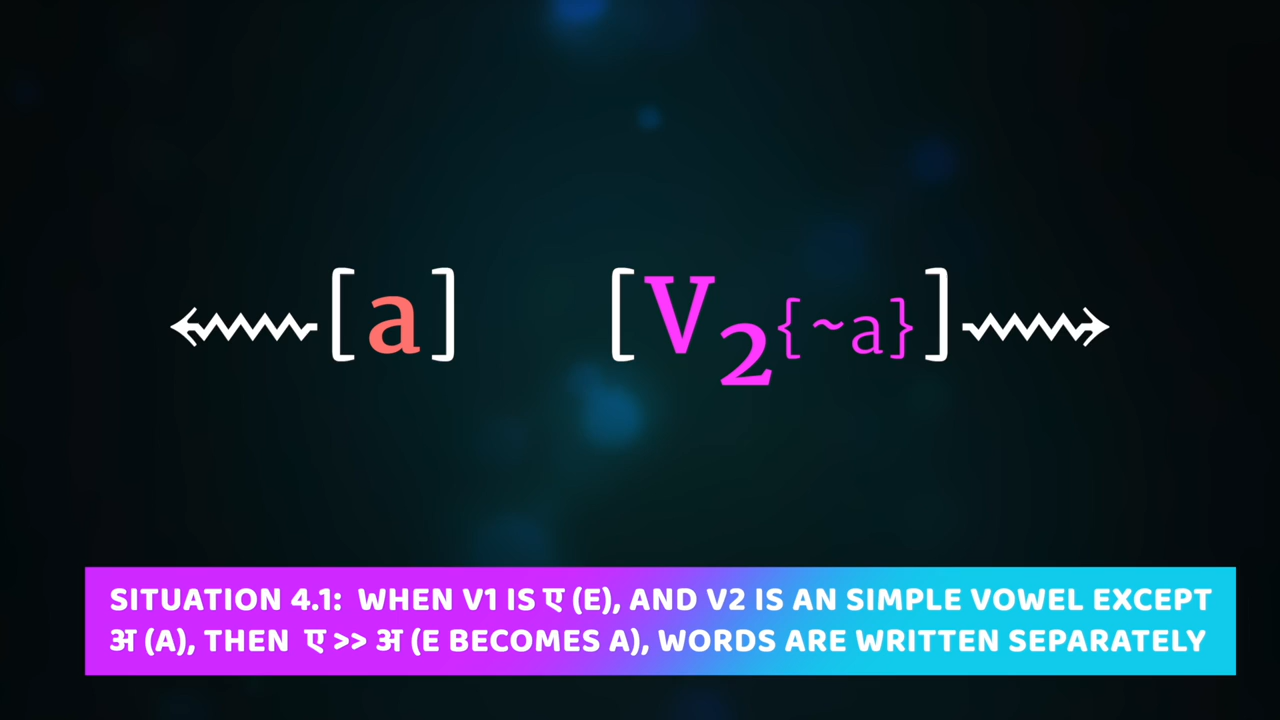 [a] [V2{~a}]
SITUATION 4.1: WHEN V1 IS ए (E), AND V2 IS AN SIMPLE VOWEL EXCEPT
अ (A), THEN ए >> अ (E BECOMES A), WORDS ARE WRITTEN SEPARATELY